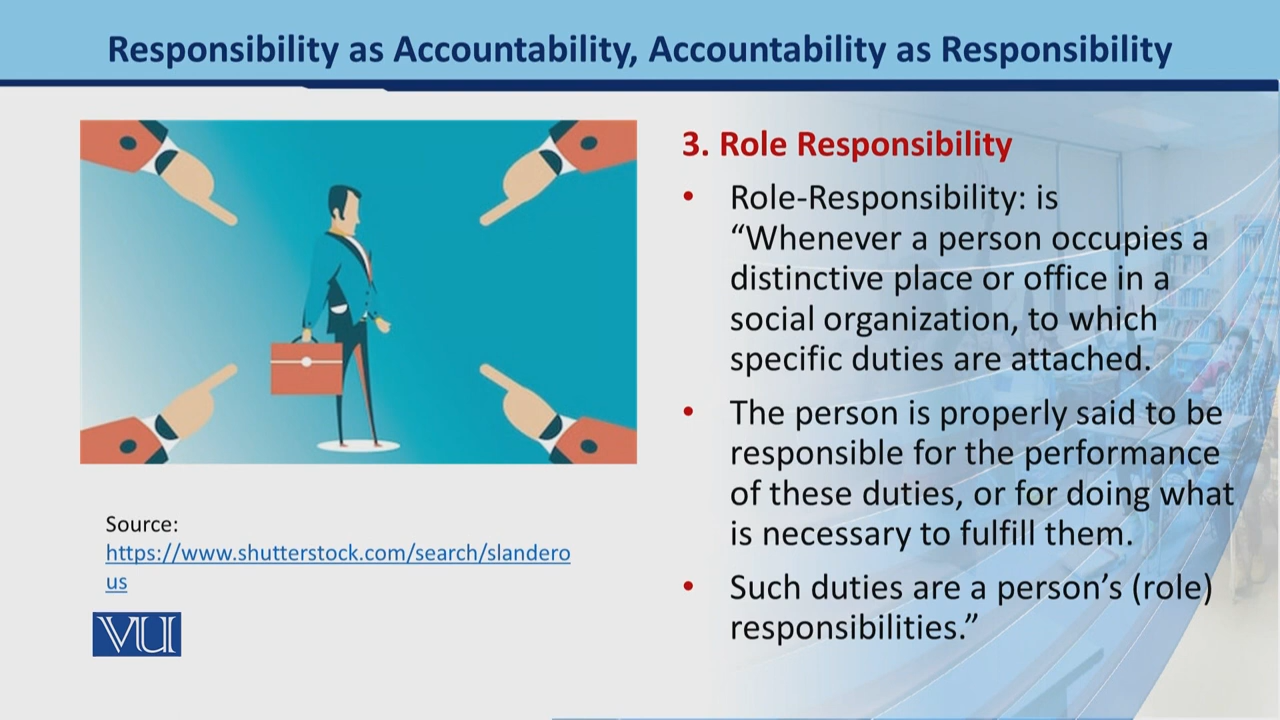 Responsibility as Accountability, Accountability as Responsibility
3. Role Responsibility
• Role-Responsibility: is
“Whenever a person occupies a
distinctive place or office in a
social organization, to which
specific duties are attached.
• The person is properly said to be
responsible for the performance
of these duties, or for doing what
is necessary to fulfill them.
• Such duties are a person’s (role)
responsibilities.”
Source:
https://www.shutterstock.com/search/slandero
us
VU